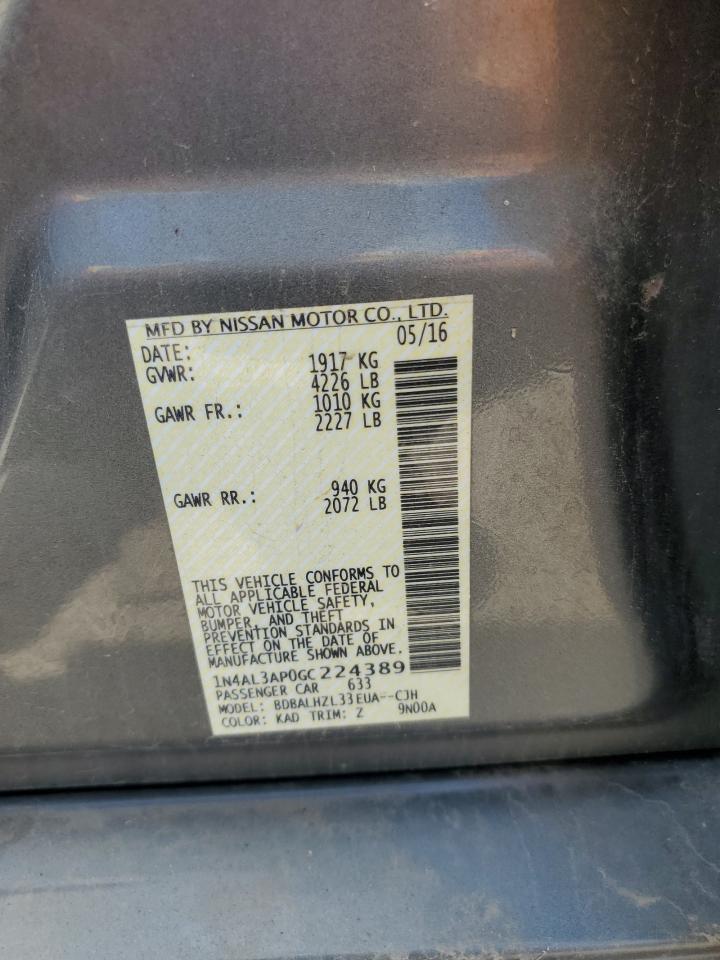 MFD BY NISSAN MOTOR CO., LTD.
DATE: 05/16
GVWR: 1917 KG
4226 LB
GAWR FR.: 1010 KG
2227 LB
GAWR RR.: 940 KG
2072 LB
THIS VEHICLE CONFORMS TO
ALL APPLICABLE FEDERAL
MOTOR VEHICLE SAFETY,
BUMPER, AND THEFT
PREVENTION STANDARDS IN
EFFECT ON THE DATE OF
MANUFACTURE SHOWN ABOVE.
1N4AL3AP0GC224389
PASSENGER CAR 633
MODEL: BDBALHZL33EUA--CJH
COLOR: KAD TRIM: Z 9N00A